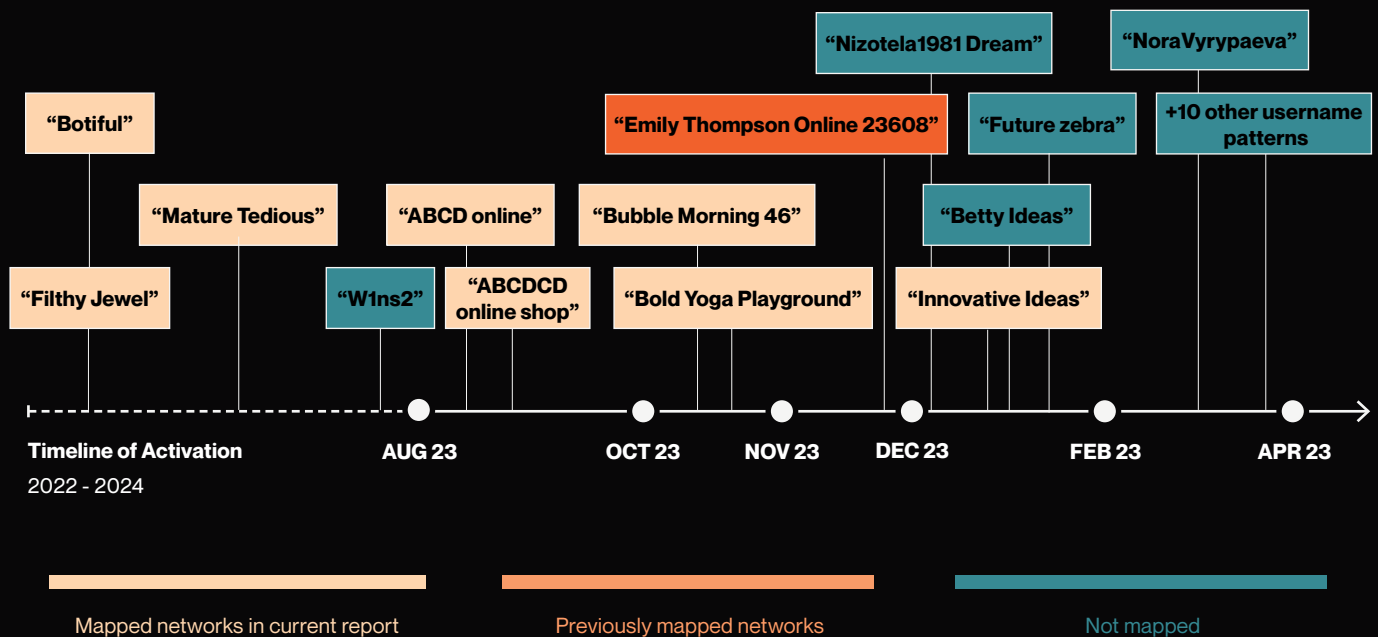 “Nizotela1981 Dream”
“NoraVyrypaeva”
“Botiful”
“Emily Thompson Online 23608”
“Future zebra”
+10 other username
patterns
“Mature Tedious”
“ABCD online”
“Bubble Morning 46”
“Betty Ideas”
“Filthy Jewel”
“W1ns2”
“ABCDCD
online shop”
“Bold Yoga Playground”
“Innovative Ideas”
Timeline of Activation
2022 - 2024
AUG 23
OCT 23
NOV 23
DEC 23
FEB 23
APR 23
Mapped networks in current report
Previously mapped networks
Not mapped